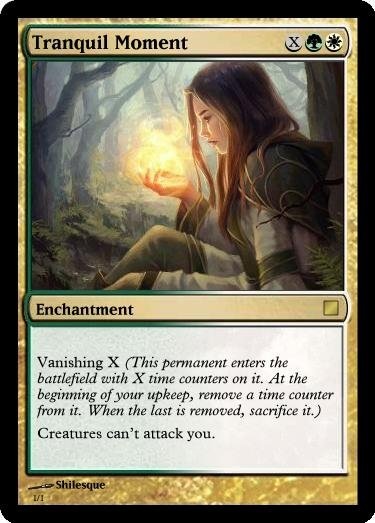 Tranquil Moment X
Enchantment
Vanishing X (This permanent enters the
battlefield with X time counters on it. At the
beginning of your upkeep, remove a time counter
from it. When the last is removed, sacrifice it.)
Creatures can't attack you.
Shilesque
1/1